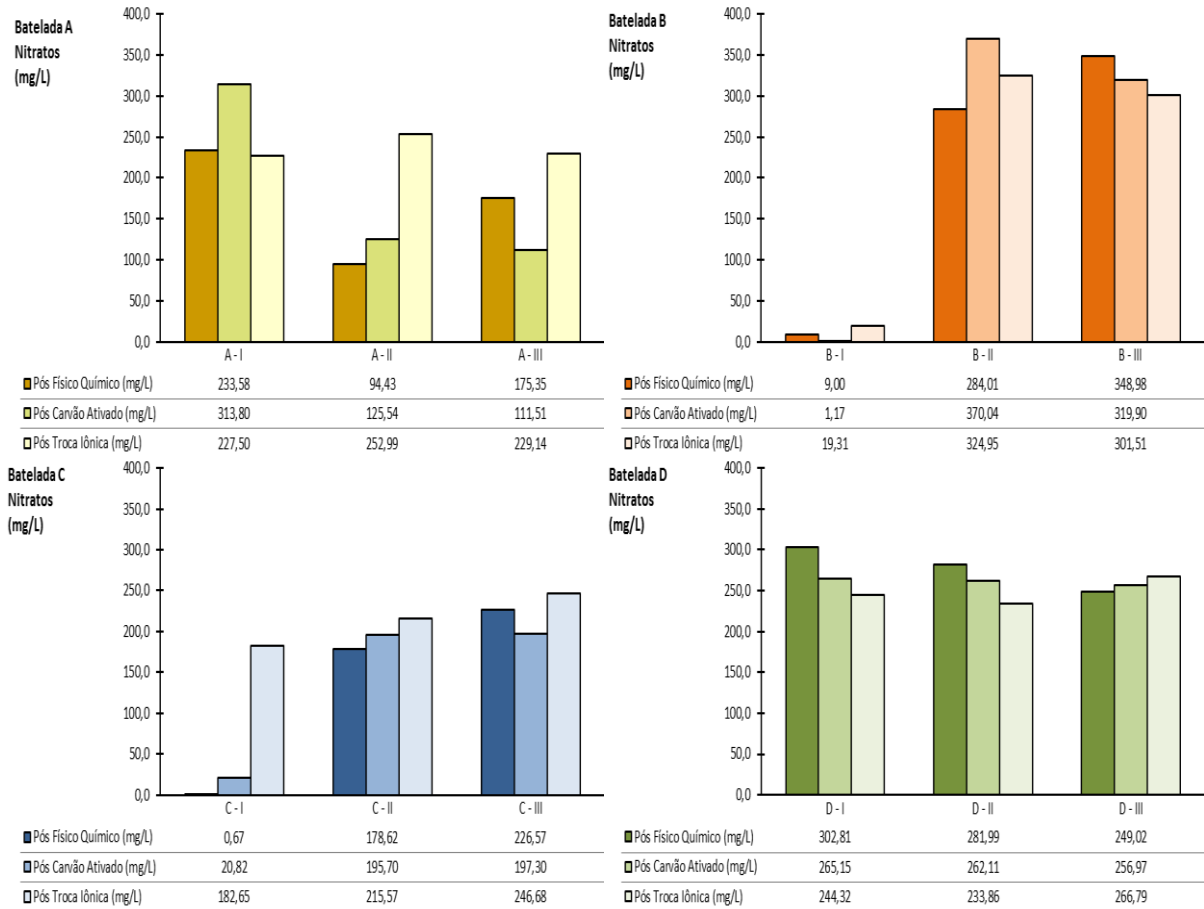 Batelada A
Nitratos
(mg/L)
400,0
350,0
300,0
250,0
200,0
150,0
100,0
50,0
0,0
A - I A - II A - III
Pós Físico Químico (mg/L) 233,58 94,43 175,35
Pós Carvão Ativado (mg/L) 313,80 125,54 111,51
Pós Troca Iônica (mg/L) 227,50 252,99 229,14
Batelada B
Nitratos
(mg/L)
400,0
350,0
300,0
250,0
200,0
150,0
100,0
50,0
0,0
B - I B - II B - III
Pós Físico Químico (mg/L) 9,00 284,01 348,98
Pós Carvão Ativado (mg/L) 1,17 370,04 319,90
Pós Troca Iônica (mg/L) 19,31 324,95 301,51
Batelada C
Nitratos
(mg/L)
400,0
350,0
300,0
250,0
200,0
150,0
100,0
50,0
0,0
C - I C - II C - III
Pós Físico Químico (mg/L) 0,67 178,62 226,57
Pós Carvão Ativado (mg/L) 20,82 195,70 197,30
Pós Troca Iônica (mg/L) 182,65 215,57 246,68
Batelada D
Nitratos
(mg/L)
400,0
350,0
300,0
250,0
200,0
150,0
100,0
50,0
0,0
D - I D - II D - III
Pós Físico Químico (mg/L) 302,81 281,99 249,02
Pós Carvão Ativado (mg/L) 265,15 262,11 256,97
Pós Troca Iônica (mg/L) 244,32 233,86 266,79